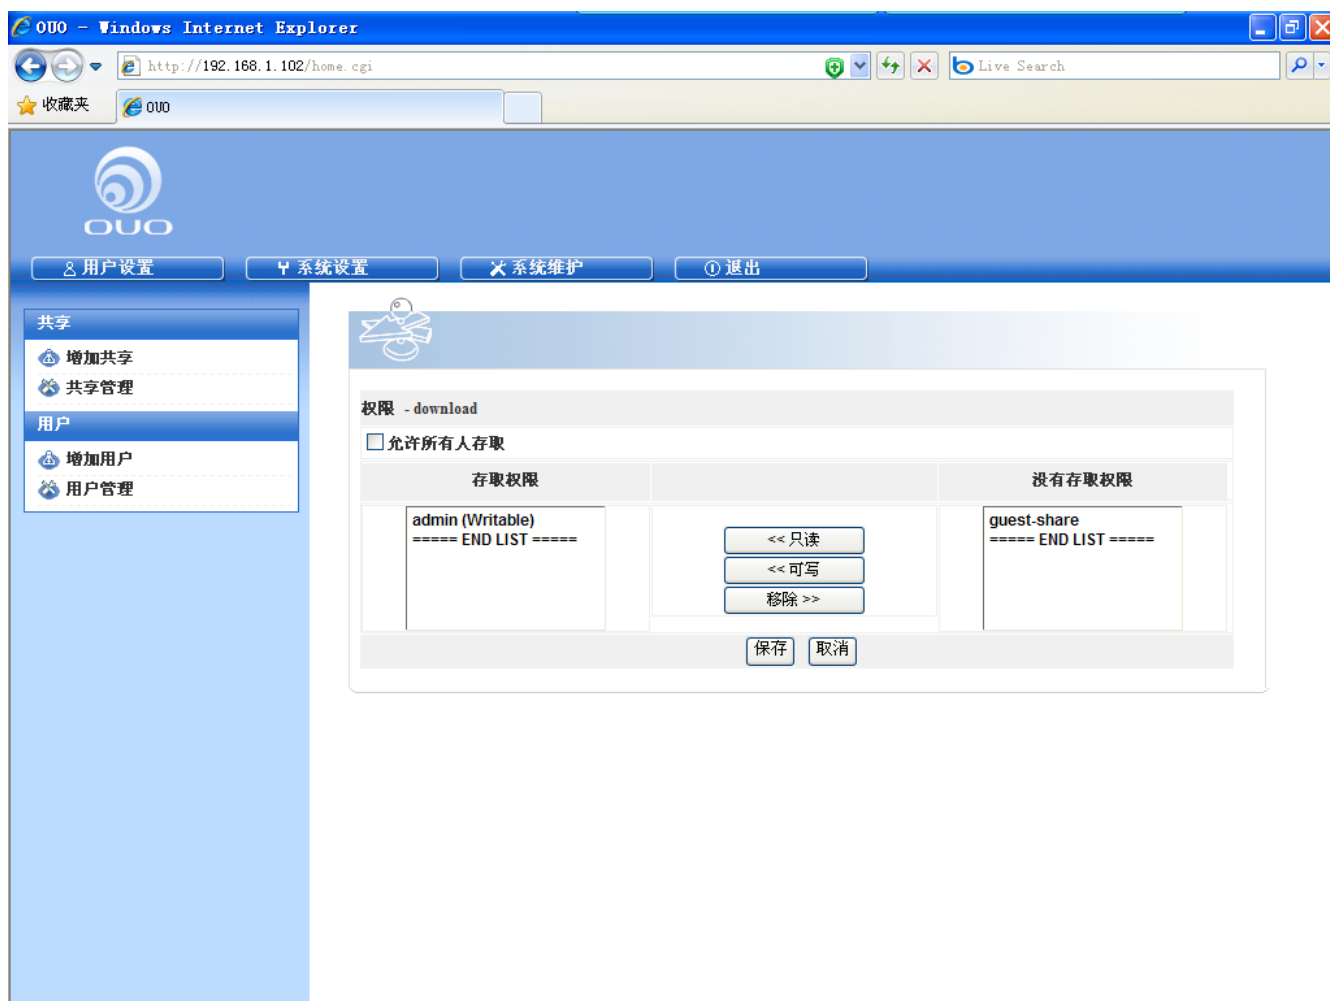 OUO - Windows Internet Explorer
http://192.168.1.102/home.cgi
Live Search
收藏夹
OUO
OUO
用户设置
系统设置
系统维护
退出
共享
增加共享
共享管理
用户
增加用户
用户管理
权限 - download
允许所有人存取
存取权限
没有存取权限
admin (Writable)
===== END LIST =====
<< 只读
<< 可写
移除 >>
guest-share
===== END LIST =====
保存
取消